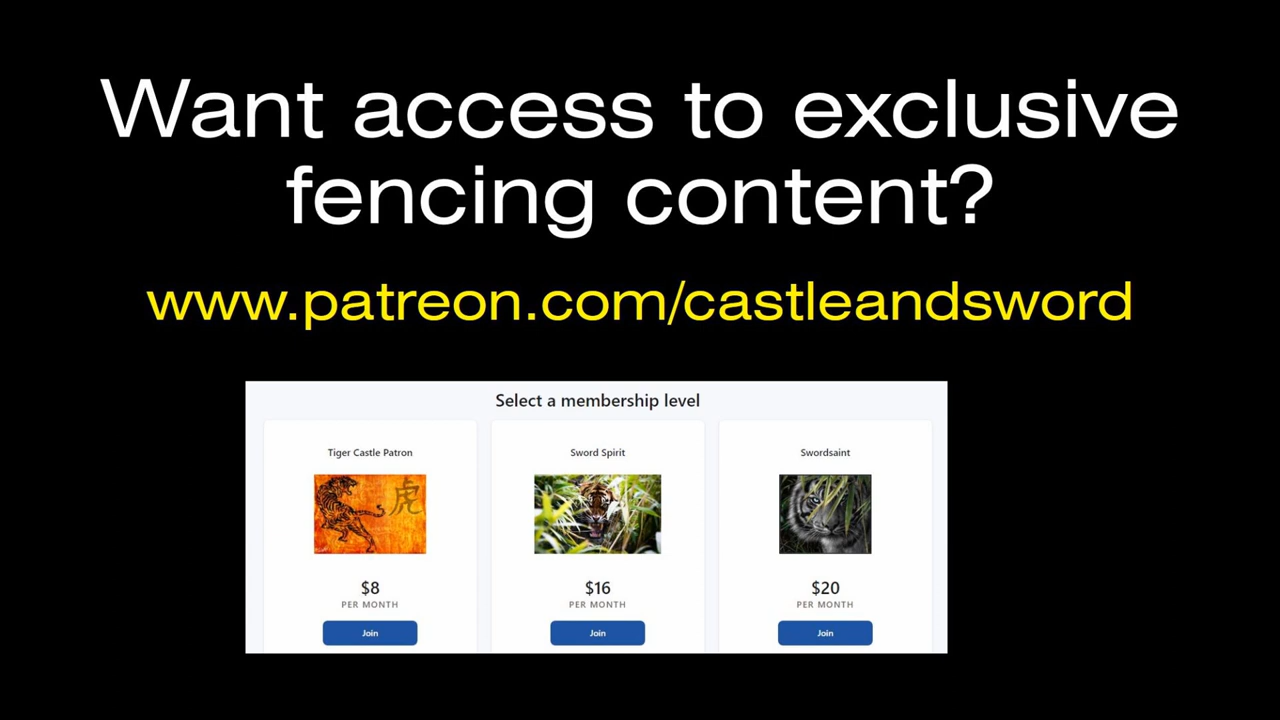 Want access to exclusive
fencing content?
www.patreon.com/castleandsword
Select a membership level
Tiger Castle Patron
虎
$8
PER MONTH
Join
Sword Spirit
$16
PER MONTH
Join
Swordsaint
$20
PER MONTH
Join